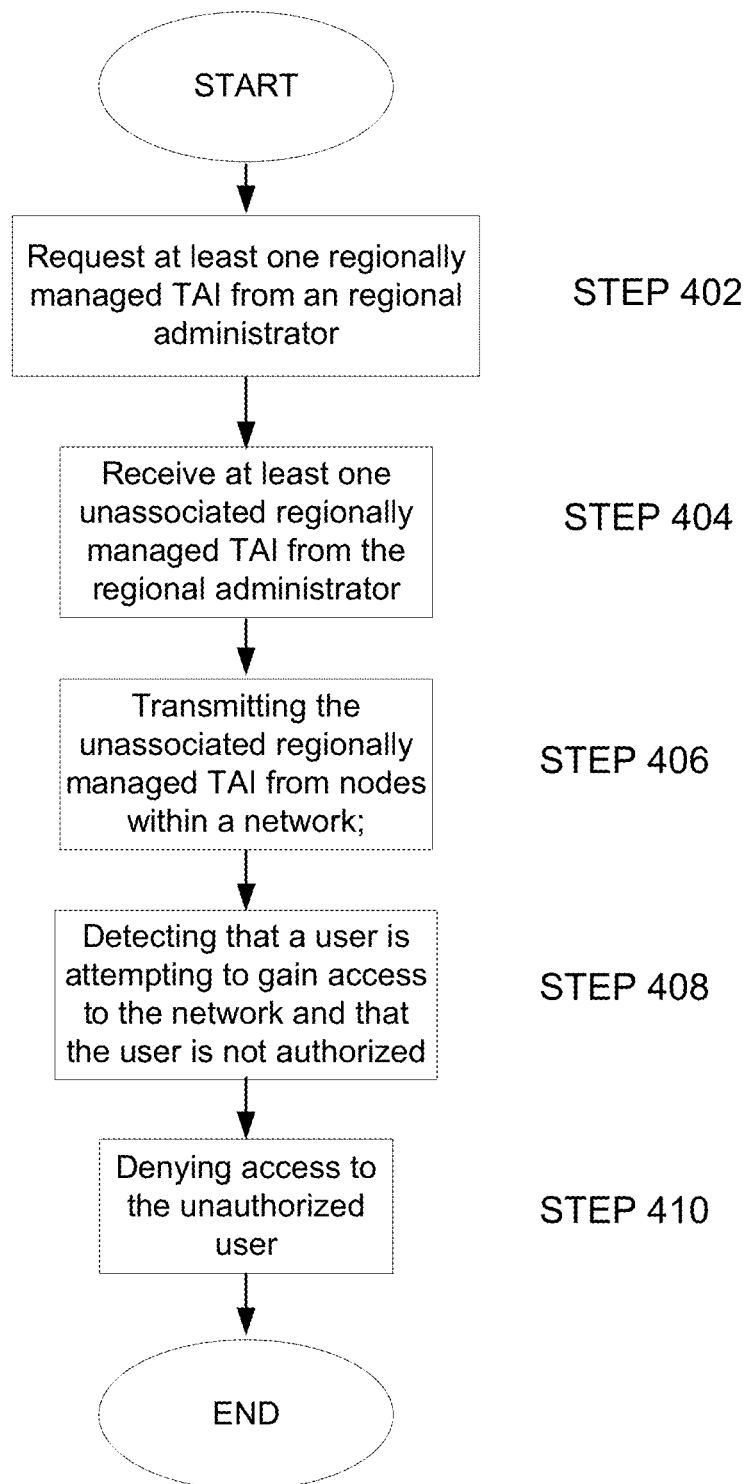 START
Request at least one regionally
managed TAI from an regional
administrator
STEP 402
Receive at least one
unassociated regionally
managed TAI from the
regional administrator
STEP 404
Transmitting the
unassociated regionally
managed TAI from nodes
within a network;
STEP 406
Detecting that a user is
attempting to gain access
to the network and that
the user is not authorized
STEP 408
Denying access to
the unauthorized
user
STEP 410
END